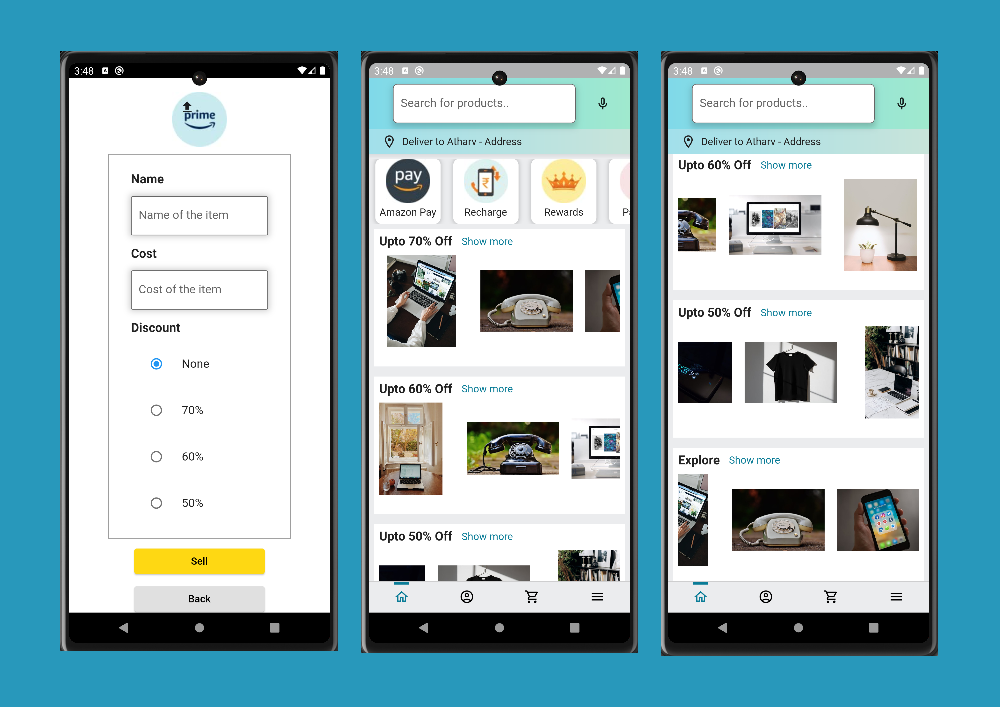 3:48
prime
Name
Name of the item
Cost
Cost of the item
Discount
None
70%
60%
50%
Sell
Back
3:48
Search for products..
Deliver to Atharv - Address
pay
Amazon Pay
Recharge
Rewards
Upto 70% Off Show more
Upto 60% Off Show more
Upto 50% Off Show more
3:48
Search for products..
Deliver to Atharv - Address
Upto 60% Off Show more
Upto 50% Off Show more
Explore Show more